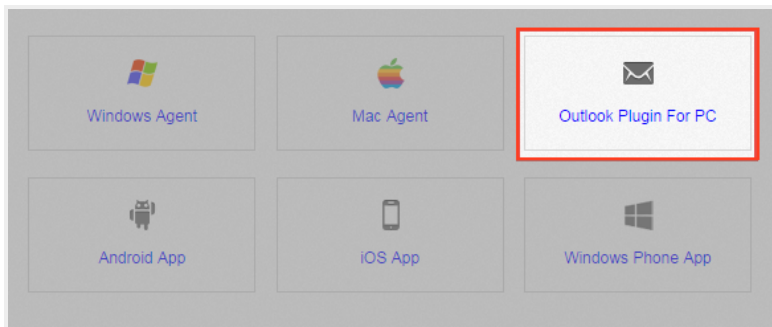 Windows Agent
Mac Agent
Outlook Plugin For PC
Android App
iOS App
Windows Phone App